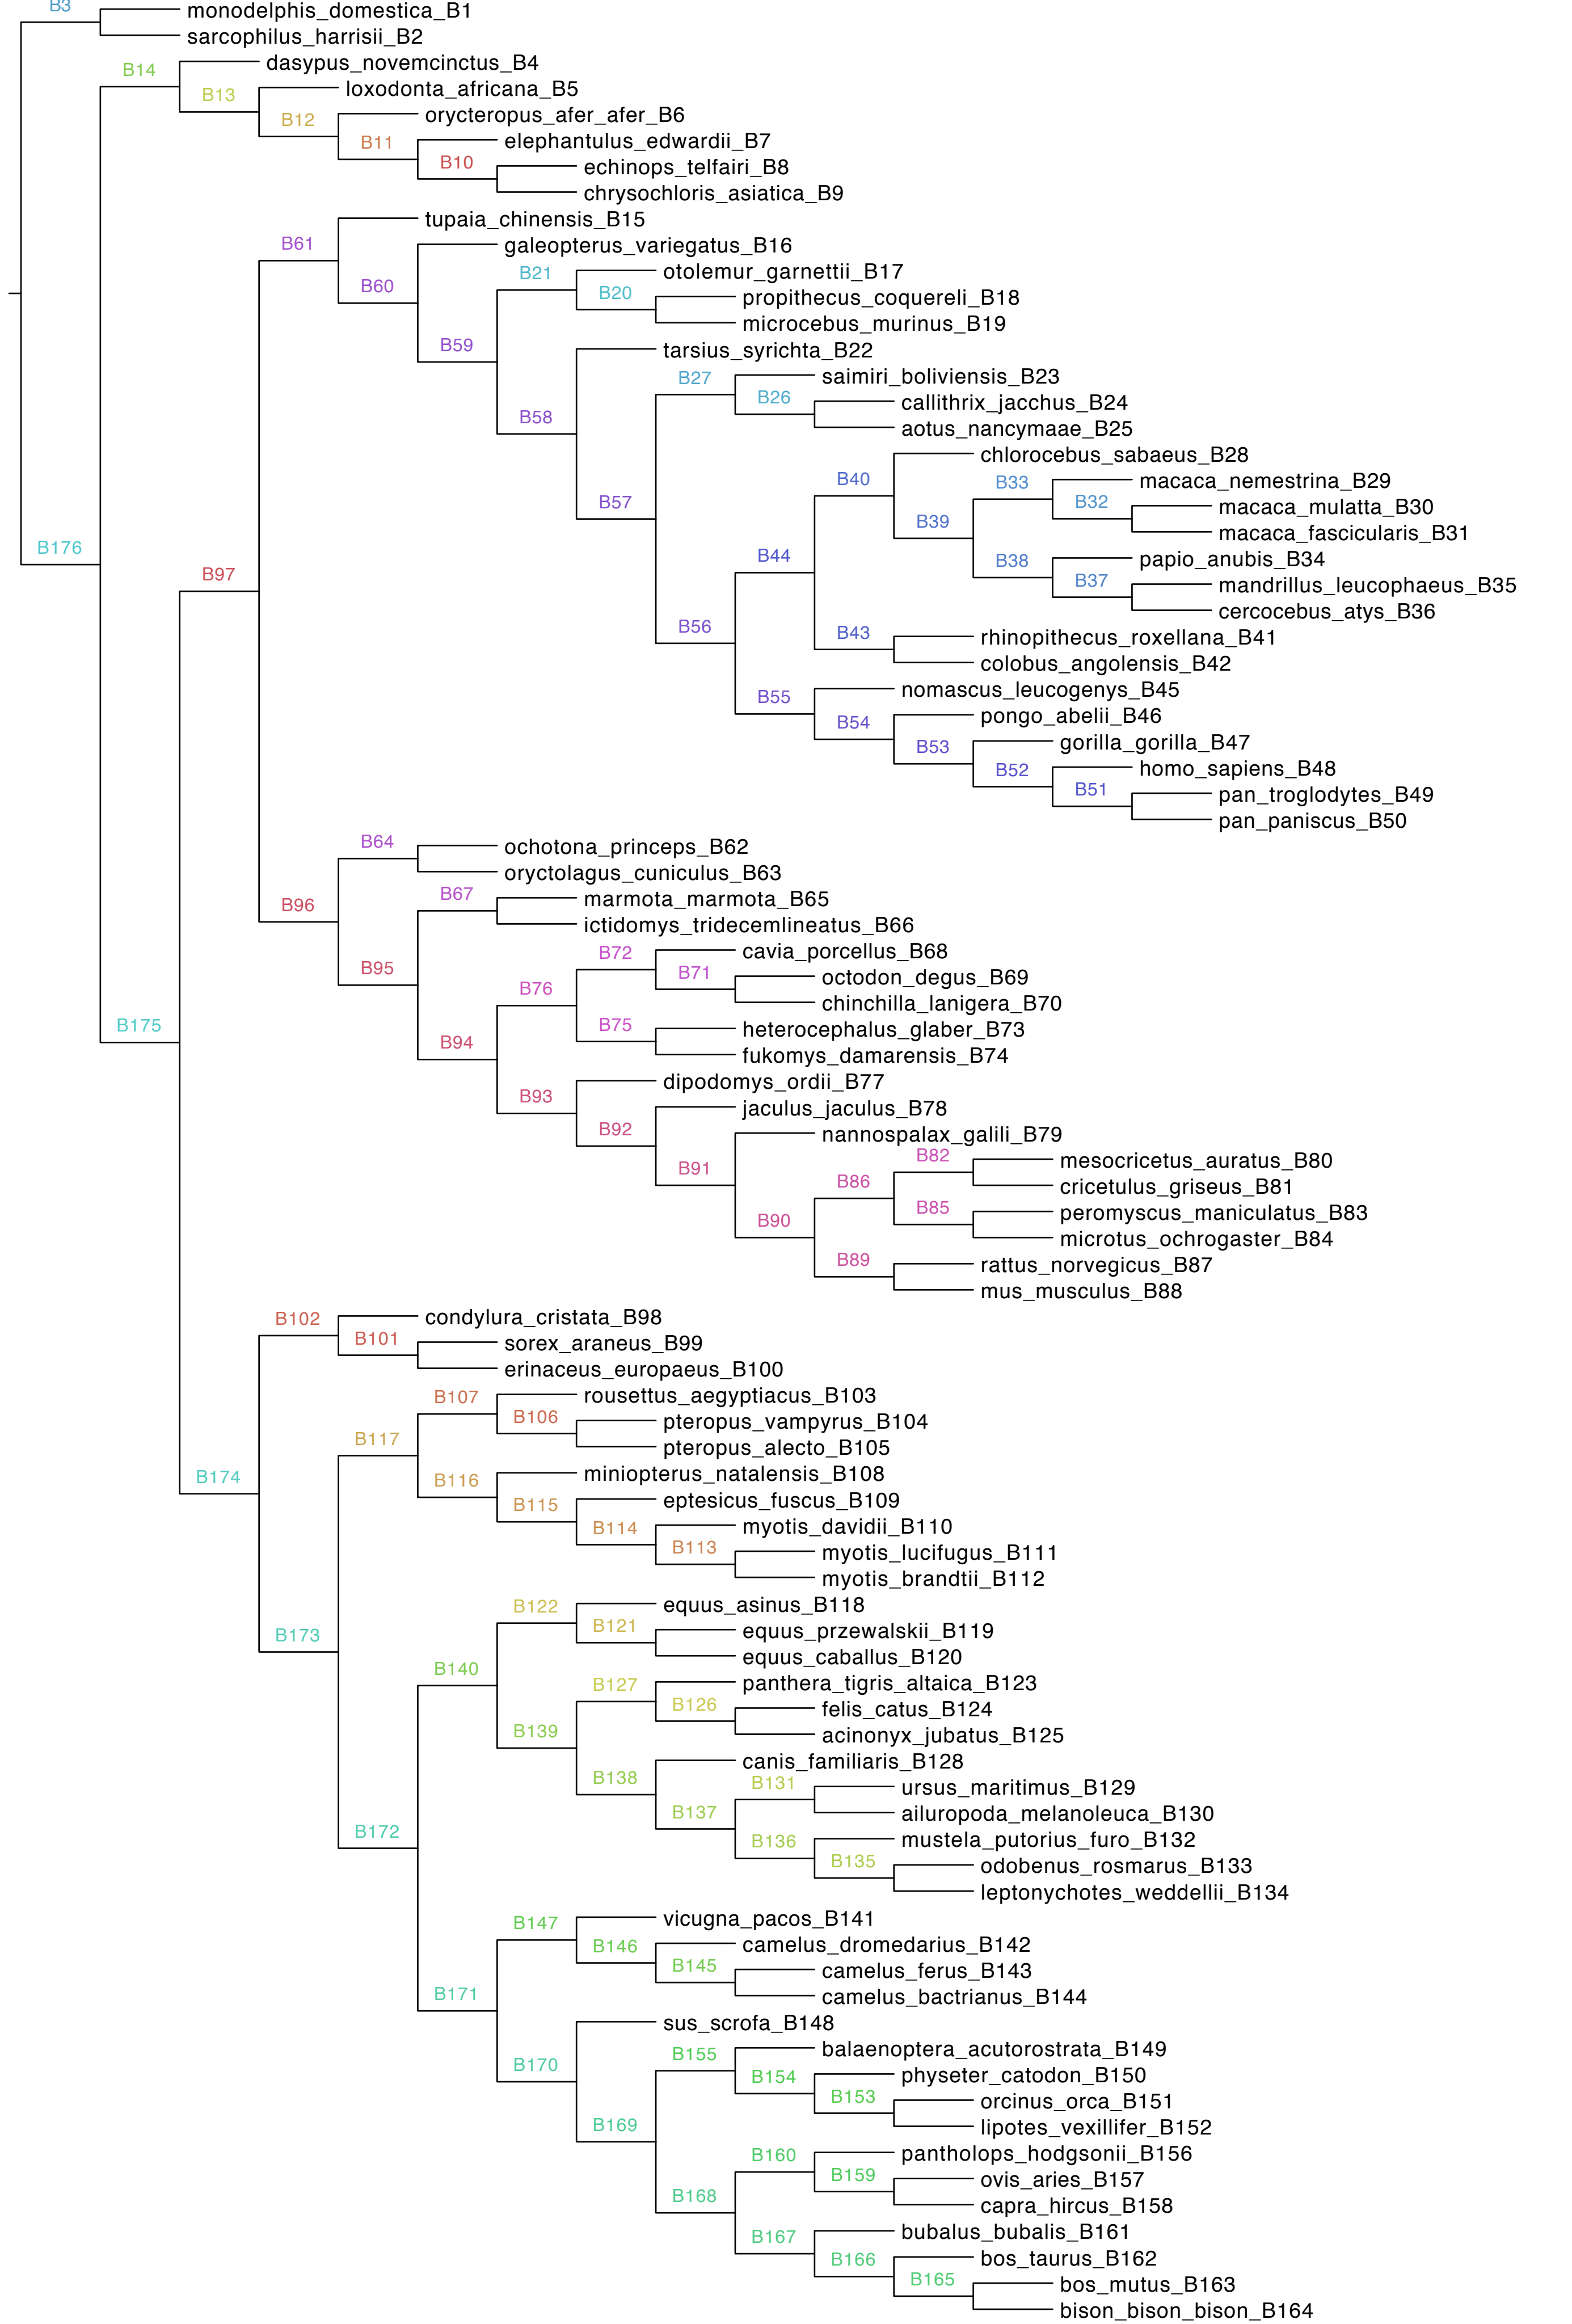 B3
monodelphis_domestica_B1
sarcophilus_harrisii_B2
B14
dasypus_novemcinctus_B4
B13
loxodonta_africana_B5
B12
orycteropus_afer_afer_B6
B11
elephantulus_edwardii_B7
B10
echinops_telfairi_B8
chrysochloris_asiatica_B9
tupaia_chinensis_B15
B61
galeopterus_variegatus_B16
B60
B21
otolemur_garnettii_B17
B20
propithecus_coquereli_B18
microcebus_murinus_B19
B59
tarsius_syrichta_B22
B27
saimiri_boliviensis_B23
B26
callithrix_jacchus_B24
B58
aotus_nancymaae_B25
chlorocebus_sabaeus_B28
B40
B33
macaca_nemestrina_B29
B57
B32
macaca_mulatta_B30
B39
macaca_fascicularis_B31
B176
B44
B38
papio_anubis_B34
B97
B37
mandrillus_leucophaeus_B35
cercocebus_atys_B36
B56
B43
rhinopithecus_roxellana_B41
colobus_angolensis_B42
B55
nomascus_leucogenys_B45
B54
pongo_abelii_B46
B53
gorilla_gorilla_B47
B52
homo_sapiens_B48
B51
pan_troglodytes_B49
pan_paniscus_B50
B64
ochotona_princeps_B62
oryctolagus_cuniculus_B63
B96
B67
marmota_marmota_B65
ictidomys_tridecemlineatus_B66
B95
B72
cavia_porcellus_B68
B71
octodon_degus_B69
B76
chinchilla_lanigera_B70
B175
B75
heterocephalus_glaber_B73
B94
fukomys_damarensis_B74
B93
dipodomys_ordii_B77
B92
jaculus_jaculus_B78
nannospalax_galili_B79
B91
B82
mesocricetus_auratus_B80
B86
cricetulus_griseus_B81
B90
B85
peromyscus_maniculatus_B83
microtus_ochrogaster_B84
B89
rattus_norvegicus_B87
mus_musculus_B88
B102
condylura_cristata_B98
B101
sorex_araneus_B99
erinaceus_europaeus_B100
B107
rousettus_aegyptiacus_B103
B106
pteropus_vampyrus_B104
B117
pteropus_alecto_B105
B174
B116
miniopterus_natalensis_B108
B115
eptesicus_fuscus_B109
B114
myotis_davidii_B110
B113
myotis_lucifugus_B111
myotis_brandtii_B112
B122
equus_asinus_B118
B173
B121
equus_przewalskii_B119
B140
equus_caballus_B120
B127
panthera_tigris_altaica_B123
B126
felis_catus_B124
B139
acinonyx_jubatus_B125
B138
canis_familiaris_B128
B131
ursus_maritimus_B129
B137
ailuropoda_melanoleuca_B130
B172
B136
mustela_putorius_furo_B132
B135
odobenus_rosmarus_B133
leptonychotes_weddellii_B134
B147
vicugna_pacos_B141
B146
camelus_dromedarius_B142
B145
camelus_ferus_B143
B171
camelus_bactrianus_B144
sus_scrofa_B148
B170
B155
balaenoptera_acutorostrata_B149
B154
physeter_catodon_B150
B153
orcinus_orca_B151
B169
lipotes_vexillifer_B152
B160
pantholops_hodgsonii_B156
B159
ovis_aries_B157
B168
capra_hircus_B158
B167
bubalus_bubalis_B161
B166
bos_taurus_B162
B165
bos_mutus_B163
bison_bison_bison_B164